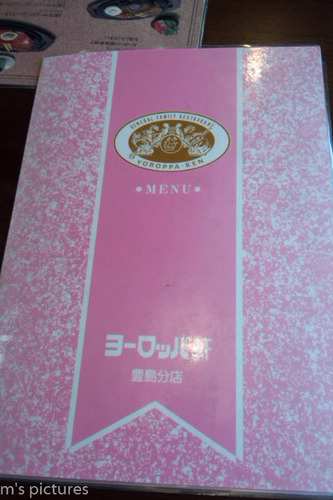 GENERAL FAMILY RESTAURANT
YOROPPA-KEN
• MENU •
ヨーロッパ軒
豊島分店
m's pictures